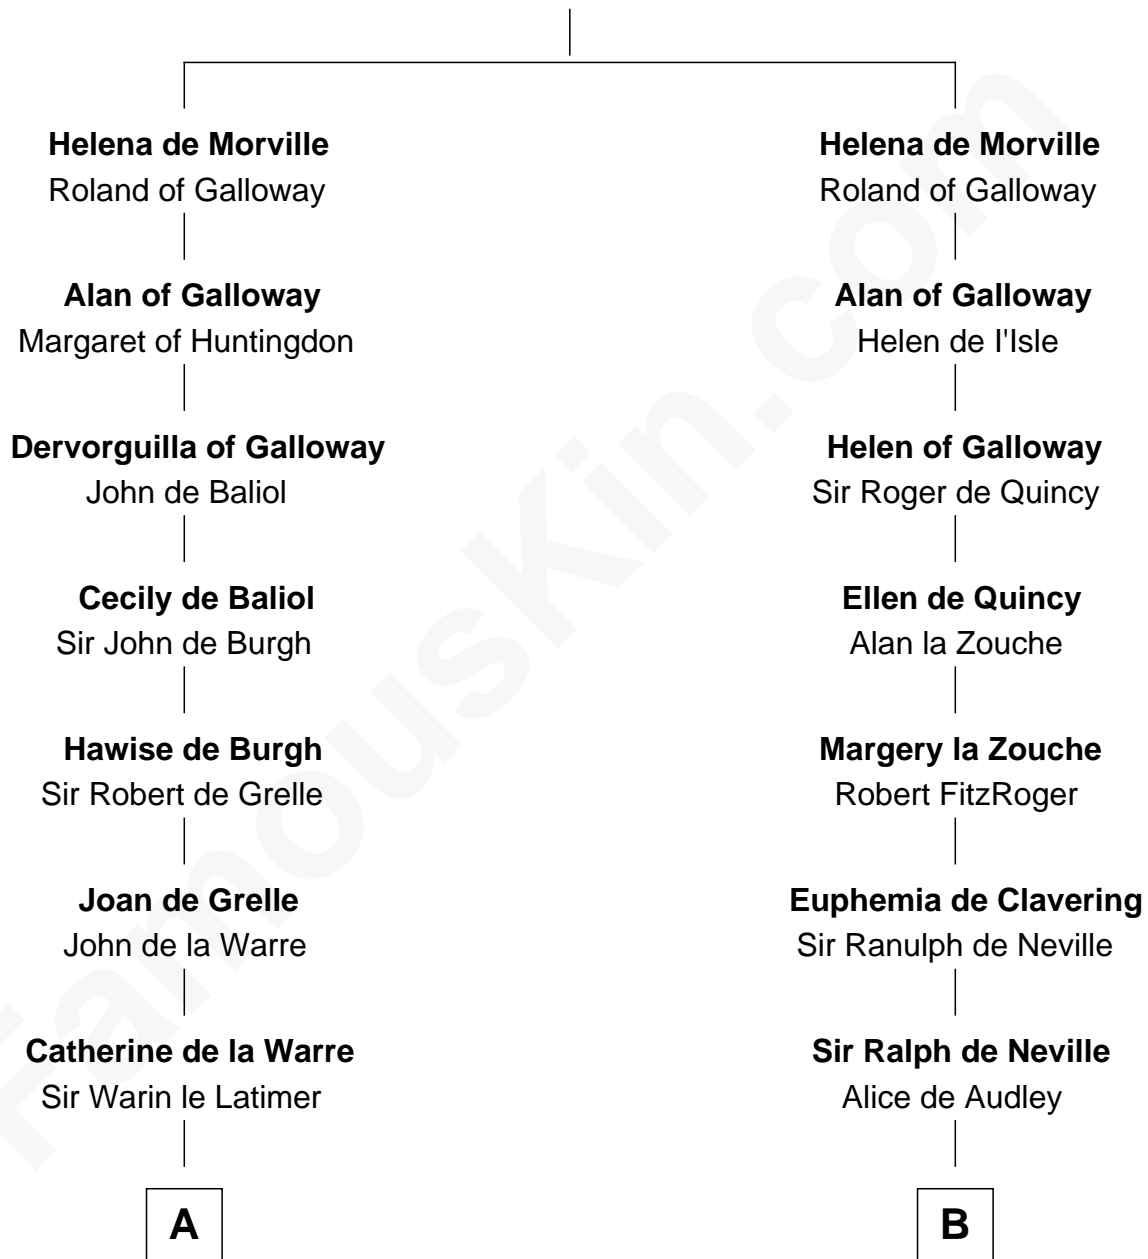 Helena de Morville
Roland of Galloway
Alan of Galloway
Margaret of Huntingdon
Dervorguilla of Galloway
John de Baliol
Cecily de Baliol
Sir John de Burgh
Hawise de Burgh
Sir Robert de Grelle
Joan de Grelle
John de la Warre
Catherine de la Warre
Sir Warin le Latimer
A
Helena de Morville
Roland of Galloway
Alan of Galloway
Helen de l'Isle
Helen of Galloway
Sir Roger de Quincy
Ellen de Quincy
Alan la Zouche
Margery la Zouche
Robert FitzRoger
Euphemia de Clavering
Sir Ranulph de Neville
Sir Ralph de Neville
Alice de Audley
B
FamousKin.com